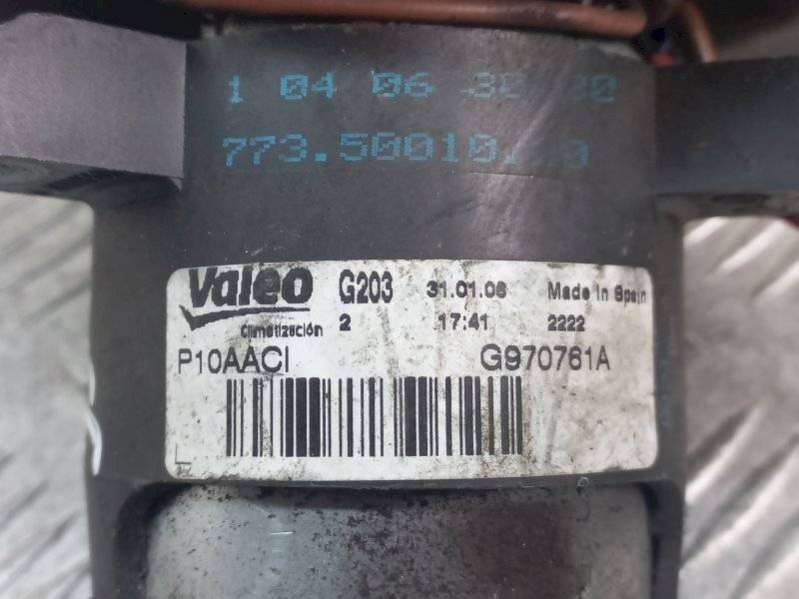 1 04 06
773.50010.
Valeo G203 31.01.06 Made in Spain
Climatización 2 17:41 2222
P10AACI G970761A